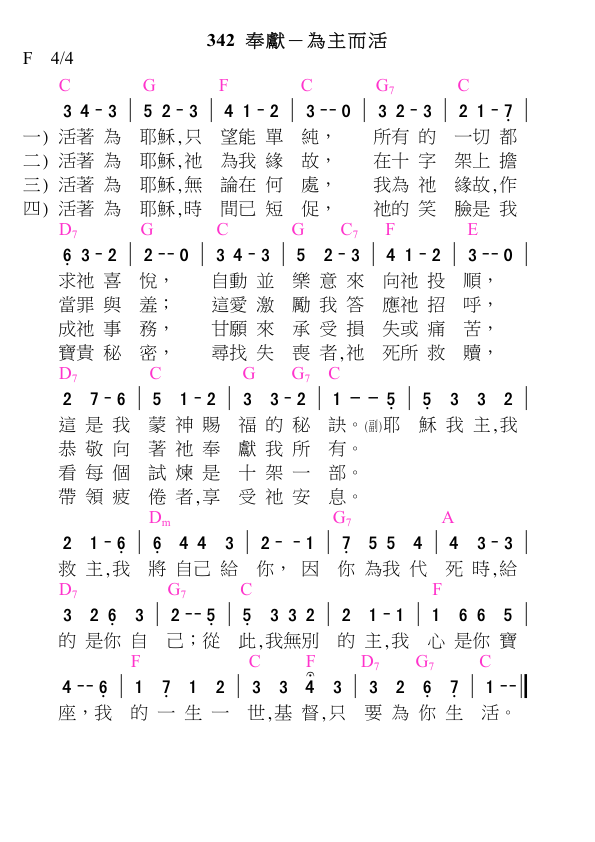 342 奉獻－為主而活
F 4/4
C G F C G7 C
3 4 - 3 | 5 2 - 3 | 4 1 - 2 | 3 -- 0 | 3 2 - 3 | 2 1 - 7̣ |
一) 活著 為 耶穌,只 望能 單 純， 所有 的 一切 都
二) 活著 為 耶穌,祂 為我 緣 故， 在十 字 架上 擔
三) 活著 為 耶穌,無 論在 何 處， 我為 祂 緣故,作
四) 活著 為 耶穌,時 間已 短 促， 祂的 笑 臉是 我
D7 G C G C7 F E
6̣ 3 - 2 | 2 -- 0 | 3 4 - 3 | 5 2 - 3 | 4 1 - 2 | 3 -- 0 |
求祂 喜 悅， 自動 並 樂 意 來 向祂 投 順，
當罪 與 羞； 這愛 激 勵 我 答 應祂 招 呼，
成祂 事 務， 甘願 來 承 受 損 失或 痛 苦，
寶貴 秘 密， 尋找 失 喪 者,祂 死所 救 贖，
D7 C G G7 C
2 7 - 6 | 5 1 - 2 | 3 3 - 2 | 1 － － 5̣ | 5̣ 3 3 2 |
這 是 我 蒙 神 賜 福 的 秘 訣。(副)耶 穌 我 主,我
恭 敬 向 著 祂 奉 獻 我 所 有。
看 每 個 試 煉 是 十 架 一 部。
帶 領 疲 倦 者,享 受 祂 安 息。
Dm G7 A
2 1 - 6̣ | 6̣ 4 4 3 | 2 - - 1 | 7̣ 5 5 4 | 4 3 - 3 |
救 主,我 將 自己 給 你， 因 你 為我 代 死 時,給
D7 G7 C F
3 2 6̣ 3 | 2 -- 5̣ | 5̣ 3 3 2 | 2 1 - 1 | 1 6 6 5 |
的 是你 自 己；從 此,我無別 的 主,我 心 是你 寶
F C F D7 G7 C
4 -- 6̣ | 1 7̣ 1 2 | 3 3 4 3 | 3 2 6̣ 7̣ | 1 -- ‖
座，我 的 一 生 一 世,基 督,只 要 為 你 生 活。